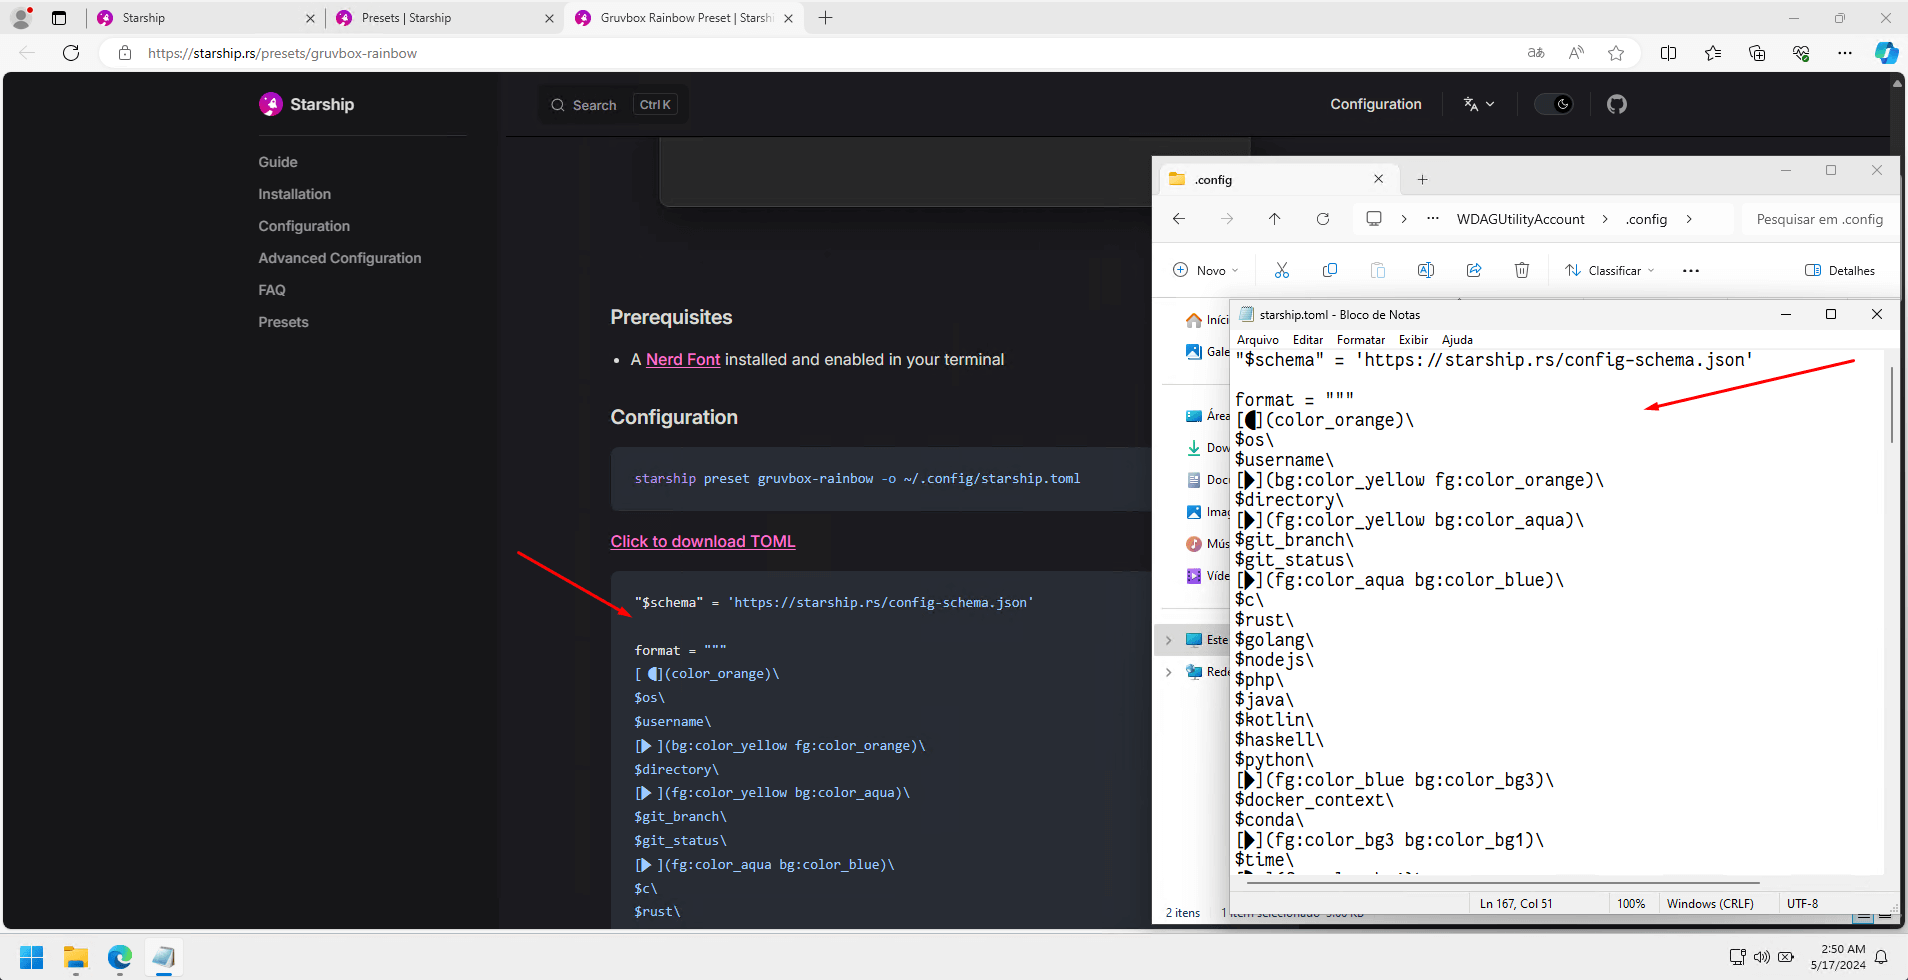 Starship
Presets | Starship
Gruvbox Rainbow Preset | Starshi
https://starship.rs/presets/gruvbox-rainbow
aあ
Starship
Search
Ctrl K
Configuration
Guide
Installation
Configuration
Advanced Configuration
FAQ
Presets
Prerequisites
• A Nerd Font installed and enabled in your terminal
Configuration
starship preset gruvbox-rainbow -o ~/.config/starship.toml
Click to download TOML
"$schema" = 'https://starship.rs/config-schema.json'
format = """
[](color_orange)\
$os\
$username\
[](bg:color_yellow fg:color_orange)\
$directory\
[](fg:color_yellow bg:color_aqua)\
$git_branch\
$git_status\
[](fg:color_aqua bg:color_blue)\
$c\
$rust\
.config
WDAGUtilityAccount
.config
Pesquisar em .config
Novo
Classificar
Detalhes
Iníci
Gale
Área
Dow
Doc
Imag
Mús
Víde
Este
Rede
2 itens
starship.toml - Bloco de Notas
Arquivo Editar Formatar Exibir Ajuda
"$schema" = 'https://starship.rs/config-schema.json'
format = """
[](color_orange)\
$os\
$username\
[](bg:color_yellow fg:color_orange)\
$directory\
[](fg:color_yellow bg:color_aqua)\
$git_branch\
$git_status\
[](fg:color_aqua bg:color_blue)\
$c\
$rust\
$golang\
$nodejs\
$php\
$java\
$kotlin\
$haskell\
$python\
[](fg:color_blue bg:color_bg3)\
$docker_context\
$conda\
[](fg:color_bg3 bg:color_bg1)\
$time\
Ln 167, Col 51
100%
Windows (CRLF)
UTF-8
2:50 AM
5/17/2024